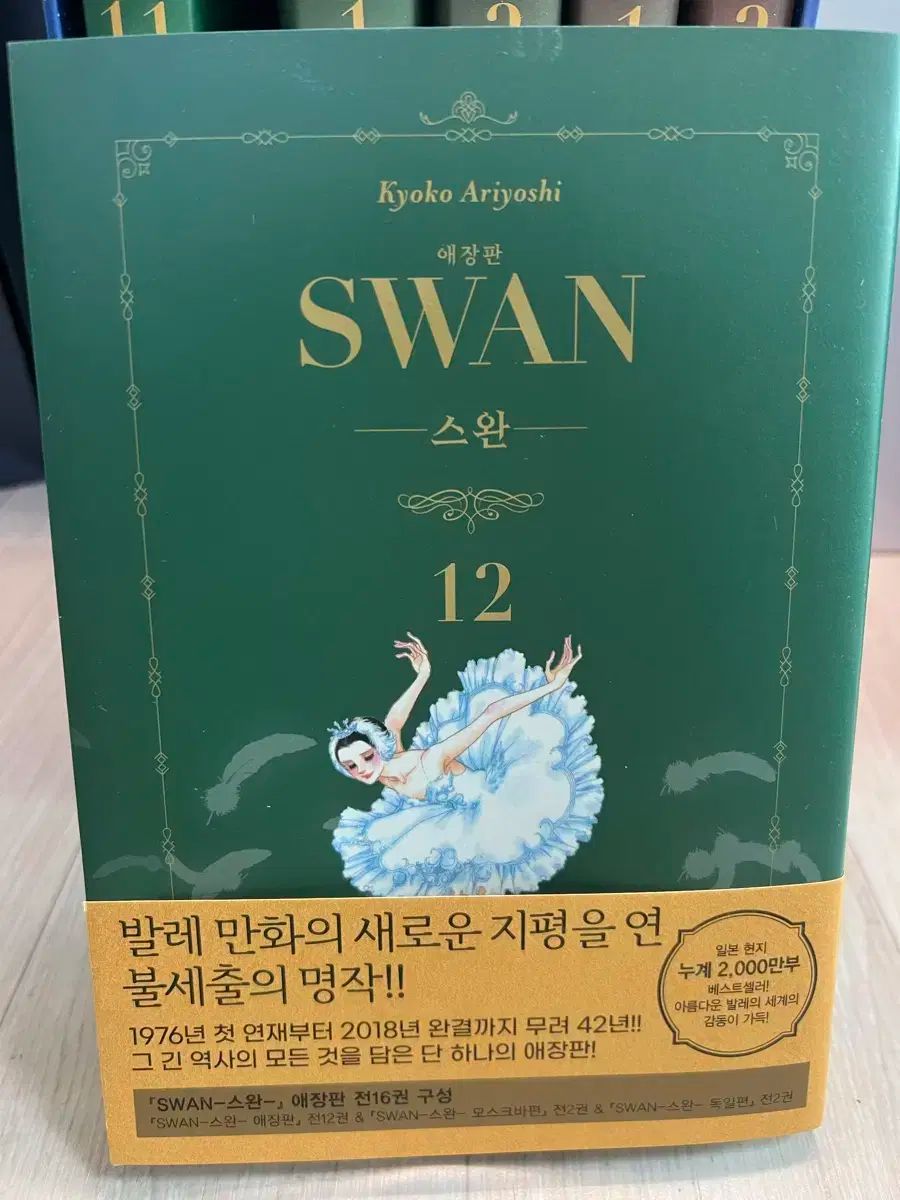 11 1 2 1 2
Kyoko Ariyoshi
애장판
SWAN
스완
12
발레 만화의 새로운 지평을 연
불세출의 명작!!
1976년 첫 연재부터 2018년 완결까지 무려 42년!!
그 긴 역사의 모든 것을 담은 단 하나의 애장판!
『SWAN-스완-』 애장판 전16권 구성
『SWAN-스완- 애장판』 전12권 & 『SWAN-스완- 모스크바편』 전2권 & 『SWAN-스완- 독일편』 전2권
일본 현지
누계 2,000만부
베스트셀러!
아름다운 발레의 세계의
감동이 가득!